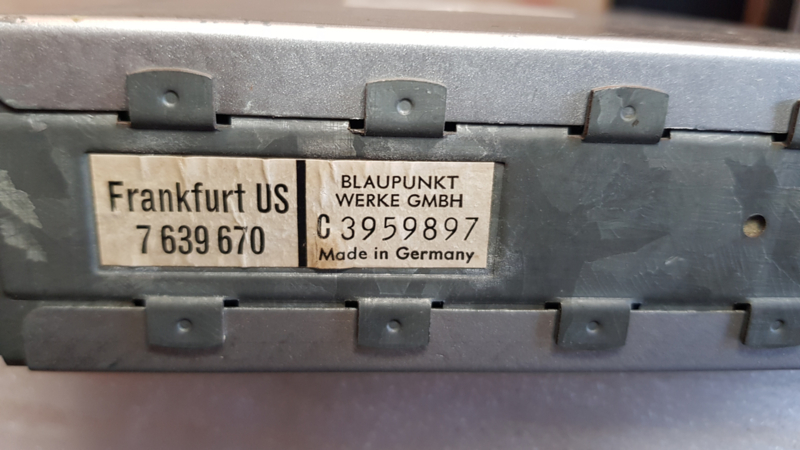 Frankfurt US
7 639 670
BLAUPUNKT
WERKE GMBH
C 3959897
Made in Germany